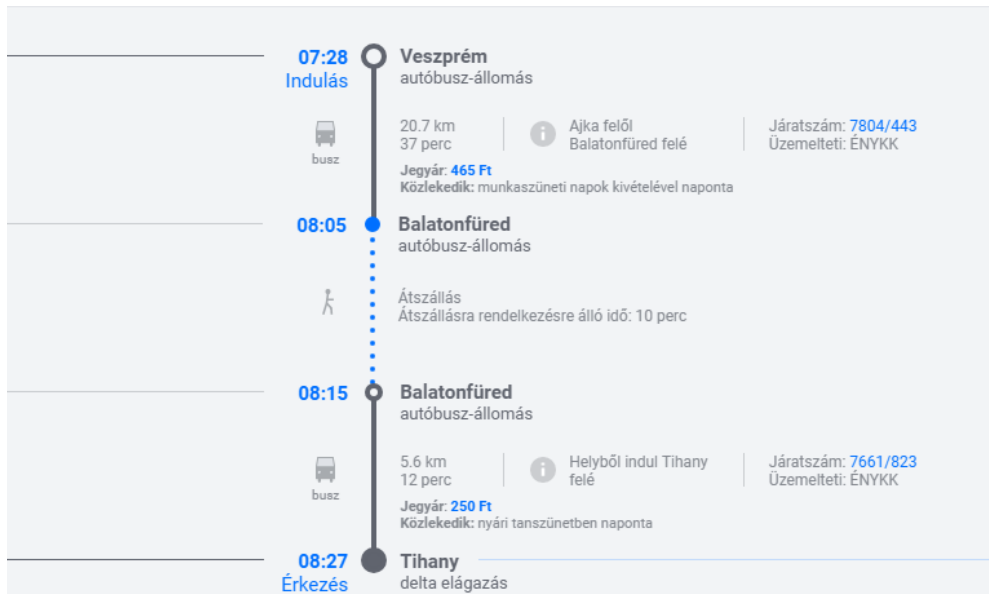 07:28
Indulás
Veszprém
autóbusz-állomás
busz
20.7 km
37 perc
Ajka felől
Balatonfüred felé
Járatszám: 7804/443
Üzemelteti: ÉNYKK
Jegyár: 465 Ft
Közlekedik: munkaszüneti napok kivételével naponta
08:05
Balatonfüred
autóbusz-állomás
Átszállás
Átszállásra rendelkezésre álló idő: 10 perc
08:15
Balatonfüred
autóbusz-állomás
busz
5.6 km
12 perc
Helyből indul Tihany
felé
Járatszám: 7661/823
Üzemelteti: ÉNYKK
Jegyár: 250 Ft
Közlekedik: nyári tanszünetben naponta
08:27
Érkezés
Tihany
delta elágazás